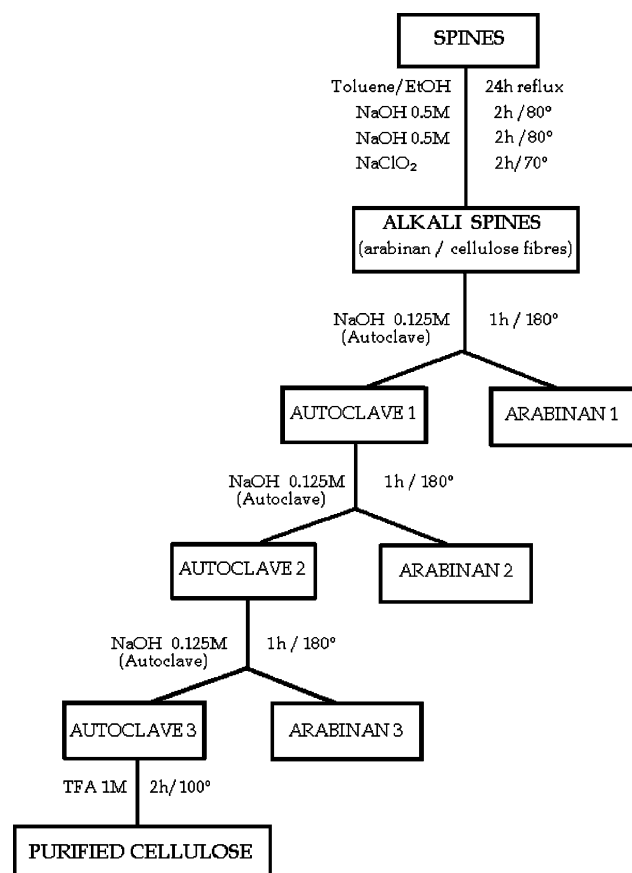 SPINES
Toluene/EtOH 24h reflux
NaOH 0.5M 2h/80°
NaOH 0.5M 2h/80°
NaClO₂ 2h/70°
ALKALI SPINES
(arabinan / cellulose fibres)
NaOH 0.125M 1h/180°
(Autoclave)
AUTOCLAVE 1 ARABINAN 1
NaOH 0.125M 1h/180°
(Autoclave)
AUTOCLAVE 2 ARABINAN 2
NaOH 0.125M 1h/180°
(Autoclave)
AUTOCLAVE 3 ARABINAN 3
TFA 1M 2h/100°
PURIFIED CELLULOSE